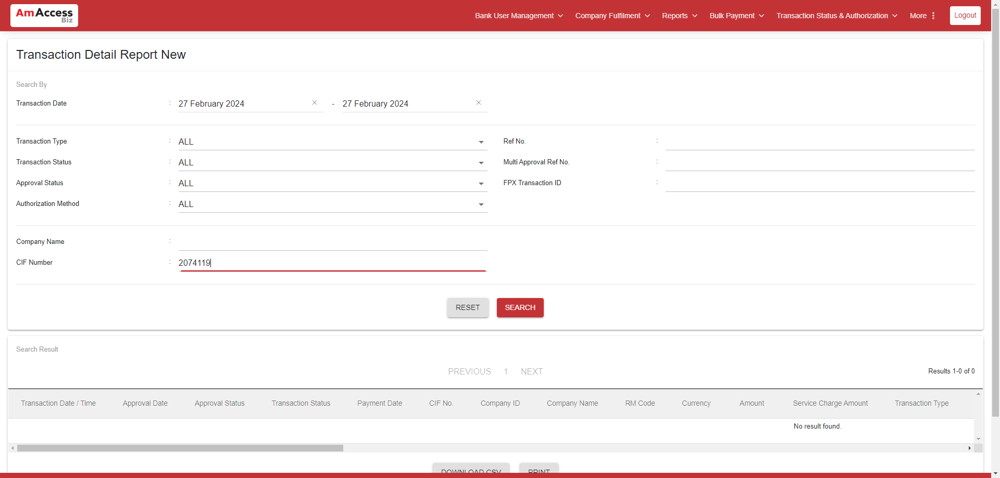 AmAccess
Biz
Bank User Management
Company Fulfilment
Reports
Bulk Payment
Transaction Status & Authorization
More
Logout
Transaction Detail Report New
Search By
Transaction Date : 27 February 2024 - 27 February 2024
Transaction Type : ALL
Ref No. :
Transaction Status : ALL
Multi Approval Ref No. :
Approval Status : ALL
FPX Transaction ID :
Authorization Method : ALL
Company Name :
CIF Number : 2074119
RESET SEARCH
Search Result
PREVIOUS 1 NEXT
Results 1-0 of 0
Transaction Date / Time Approval Date Approval Status Transaction Status Payment Date CIF No. Company ID Company Name RM Code Currency Amount Service Charge Amount Transaction Type
No result found.
DOWNLOAD CSV PRINT